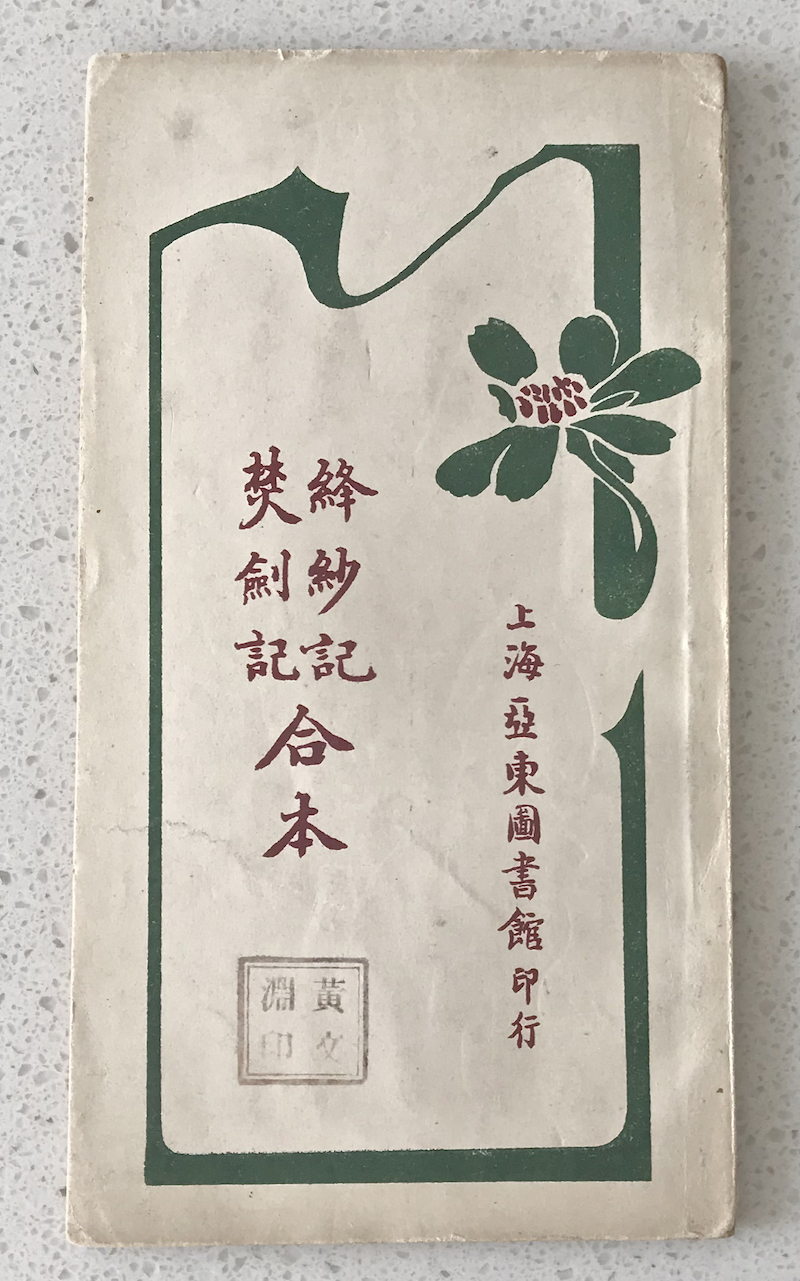 上海亞東圖書館印行
絳紗記
焚劍記
合本
黃文
淵印